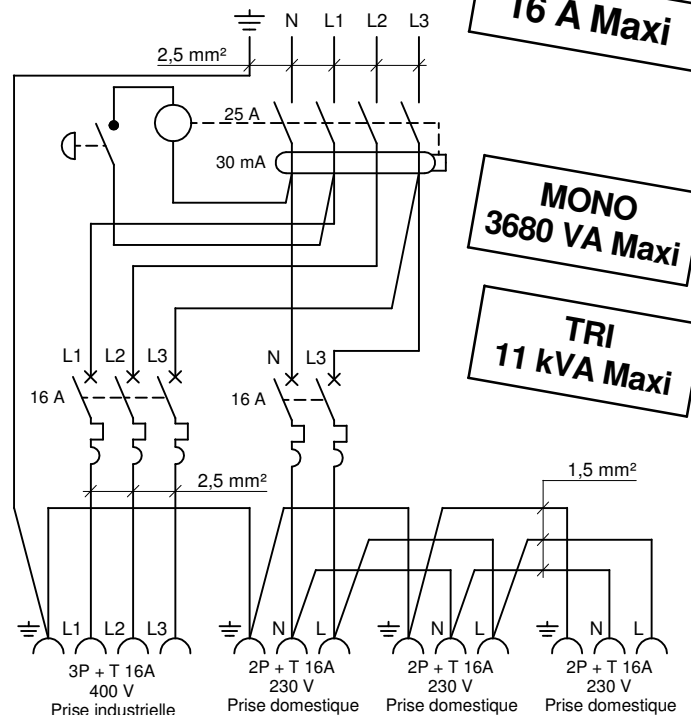 N L1 L2 L3
16 A Maxi
2,5 mm²
25 A
30 mA
MONO
3680 VA Maxi
TRI
11 kVA Maxi
L1 L2 L3
N L3
16 A
16 A
2,5 mm²
1,5 mm²
L1 L2 L3
N L
N L
N L
3P + T 16A
400 V
Prise industrielle
2P + T 16A
230 V
Prise domestique
2P + T 16A
230 V
Prise domestique
2P + T 16A
230 V
Prise domestique